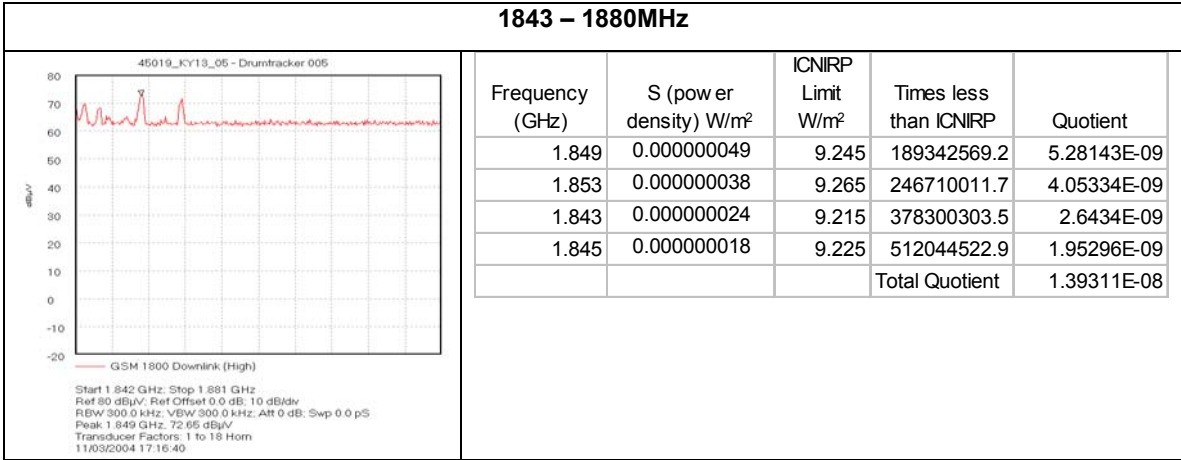 1843 – 1880MHz
45019_KY13_05 - Drumtracker 005
80
70
60
50
40
30
20
10
0
-10
-20
dBµV
GSM 1800 Downlink (High)
Start 1.842 GHz; Stop 1.881 GHz
Ref 80 dBµV; Ref Offset 0.0 dB; 10 dB/div
RBW 300.0 kHz; VBW 300.0 kHz; Att 0 dB; Swp 0.0 pS
Peak 1.849 GHz, 72.65 dBµV
Transducer Factors: 1 to 18 Horn
11/03/2004 17:16:40
Frequency (GHz) S (power density) W/m² ICNIRP Limit W/m² Times less than ICNIRP Quotient
1.849 0.000000049 9.245 189342569.2 5.28143E-09
1.853 0.000000038 9.265 246710011.7 4.05334E-09
1.843 0.000000024 9.215 378300303.5 2.6434E-09
1.845 0.000000018 9.225 512044522.9 1.95296E-09
Total Quotient 1.39311E-08